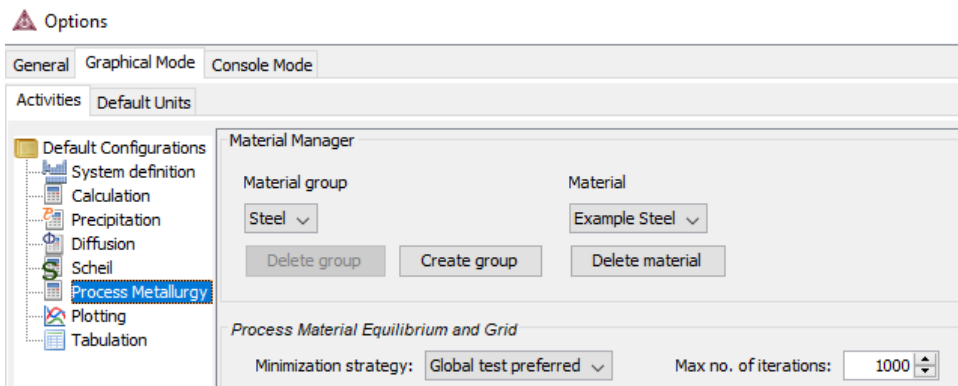 Options
General Graphical Mode Console Mode
Activities Default Units
Default Configurations
System definition
Calculation
Precipitation
Diffusion
Scheil
Process Metallurgy
Plotting
Tabulation
Material Manager
Material group Material
Steel Example Steel
Delete group Create group Delete material
Process Material Equilibrium and Grid
Minimization strategy: Global test preferred Max no. of iterations: 1000